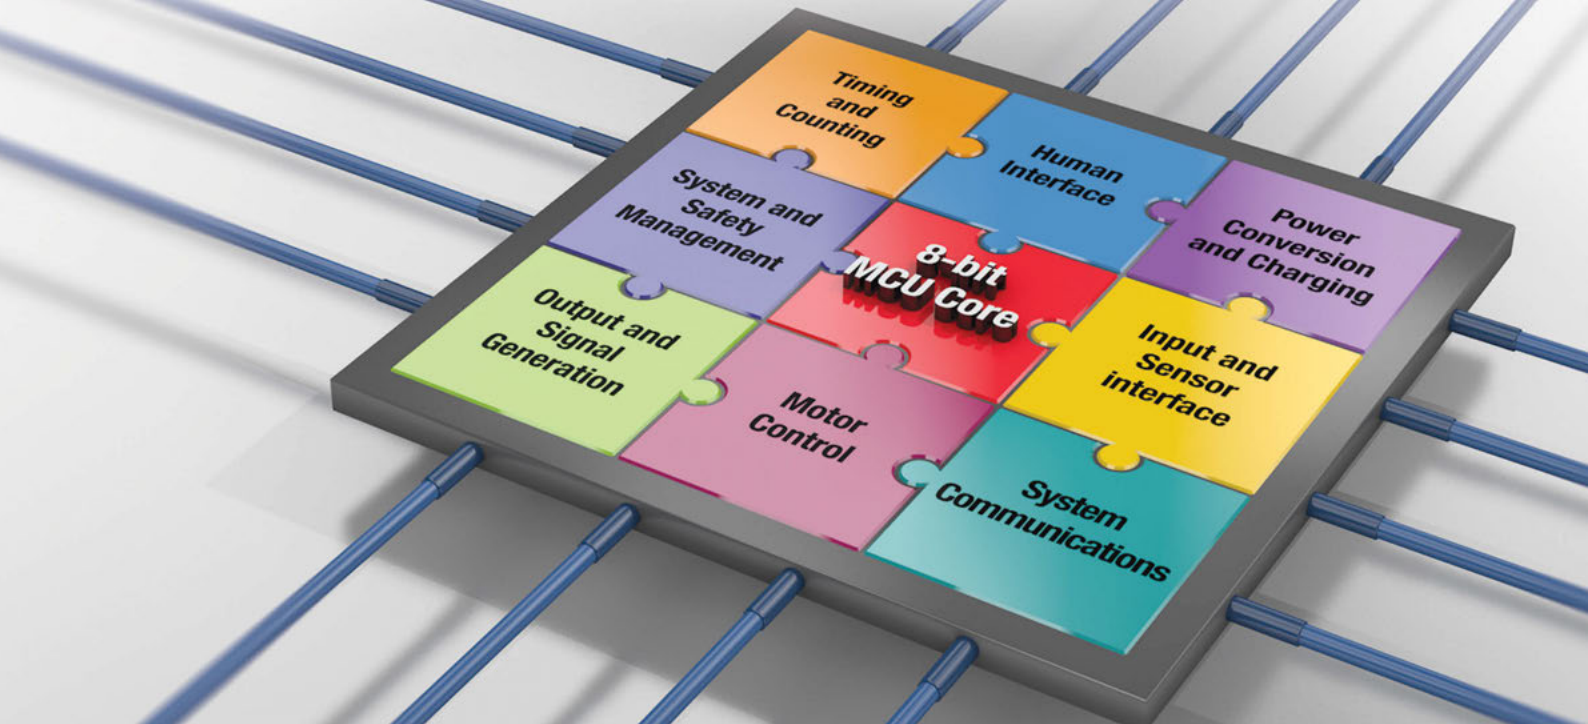 Timing
and
Counting
Human
Interface
Power
Conversion
and Charging
System and
Safety
Management
8-bit
MCU Core
Input and
Sensor
interface
Output and
Signal
Generation
Motor
Control
System
Communications